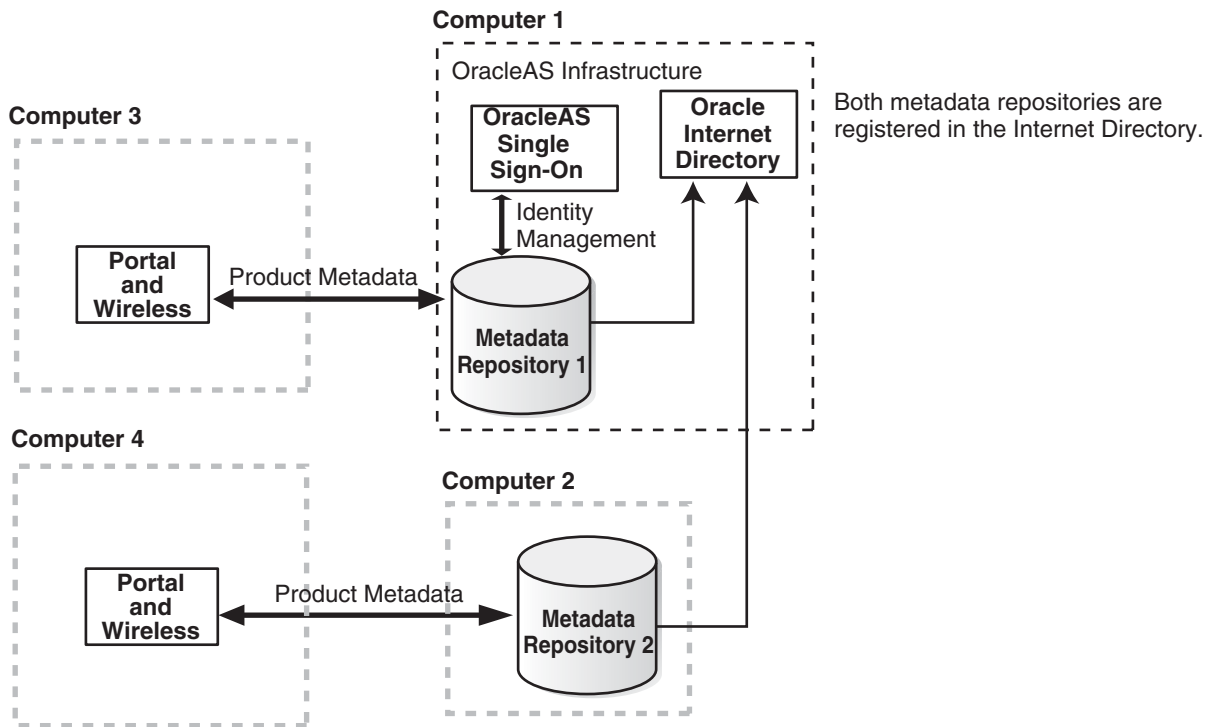 Computer 1
OracleAS Infrastructure
OracleAS
Single
Sign-On
Oracle
Internet
Directory
Both metadata repositories are
registered in the Internet Directory.
Computer 3
Identity
Management
Portal
and
Wireless
Product Metadata
Metadata
Repository 1
Computer 4
Computer 2
Portal
and
Wireless
Product Metadata
Metadada
Repository 2